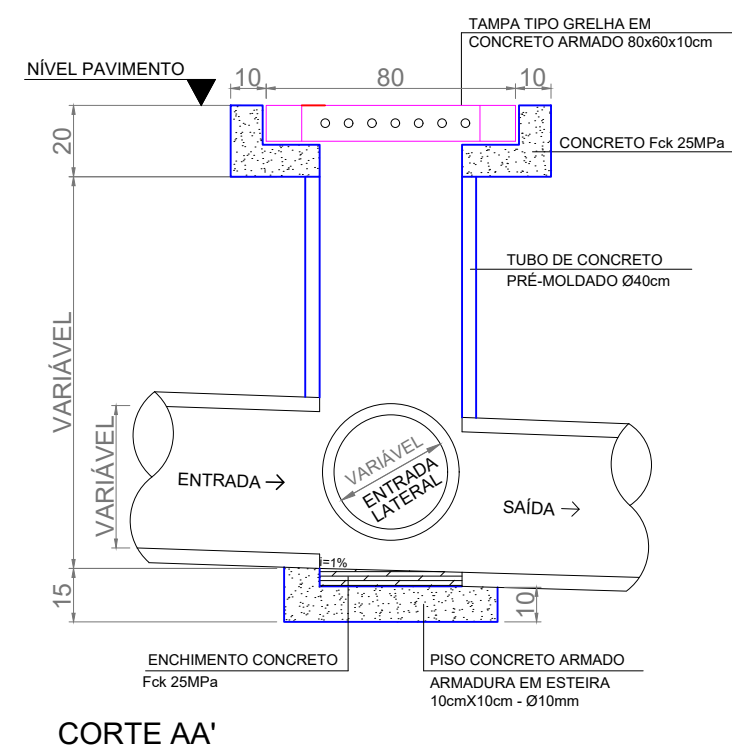 TAMPA TIPO GRELHA EM
CONCRETO ARMADO 80x60x10cm
NÍVEL PAVIMENTO
10
80
10
20
CONCRETO Fck 25MPa
TUBO DE CONCRETO
PRÉ-MOLDADO Ø40cm
VARIÁVEL
VARIÁVEL
ENTRADA →
VARIÁVEL
ENTRADA
LATERAL
SAÍDA →
i=1%
15
10
ENCHIMENTO CONCRETO
Fck 25MPa
PISO CONCRETO ARMADO
ARMADURA EM ESTEIRA
10cmX10cm - Ø10mm
CORTE AA'